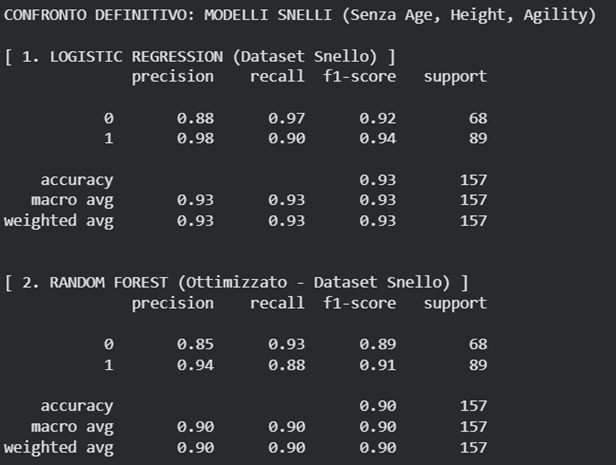 CONFRONTO DEFINITIVO: MODELLI SNELLI (Senza Age, Height, Agility)
[ 1. LOGISTIC REGRESSION (Dataset Snello) ]
precision recall f1-score support
0 0.88 0.97 0.92 68
1 0.98 0.90 0.94 89
accuracy 0.93 157
macro avg 0.93 0.93 0.93 157
weighted avg 0.93 0.93 0.93 157
[ 2. RANDOM FOREST (Ottimizzato - Dataset Snello) ]
precision recall f1-score support
0 0.85 0.93 0.89 68
1 0.94 0.88 0.91 89
accuracy 0.90 157
macro avg 0.90 0.90 0.90 157
weighted avg 0.90 0.90 0.90 157